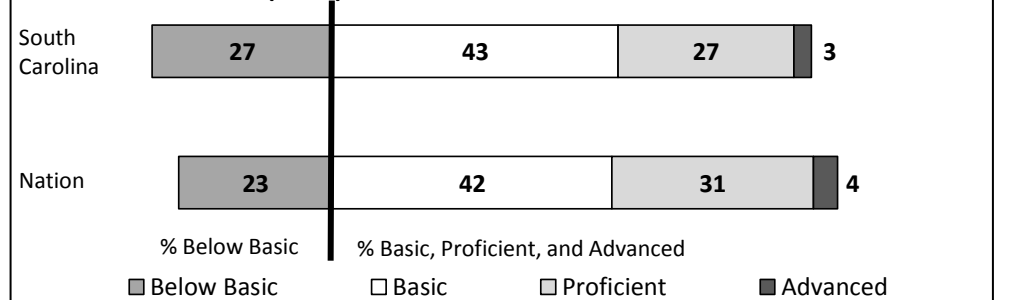 South
Carolina
27 43 27 3
Nation
23 42 31 4
% Below Basic % Basic, Proficient, and Advanced
Below Basic Basic Proficient Advanced